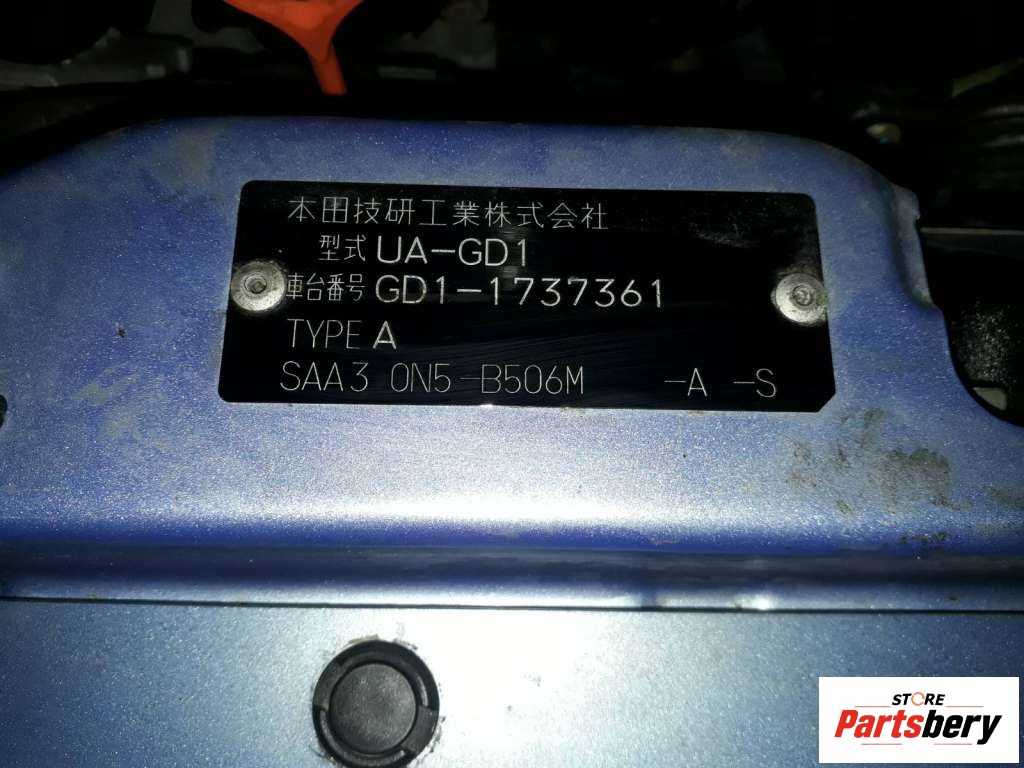 本田技研工業株式会社
型式 UA-GD1
車台番号 GD1-1737361
TYPE A
SAA3 0N5-B506M -A -S
STORE
Partsbery